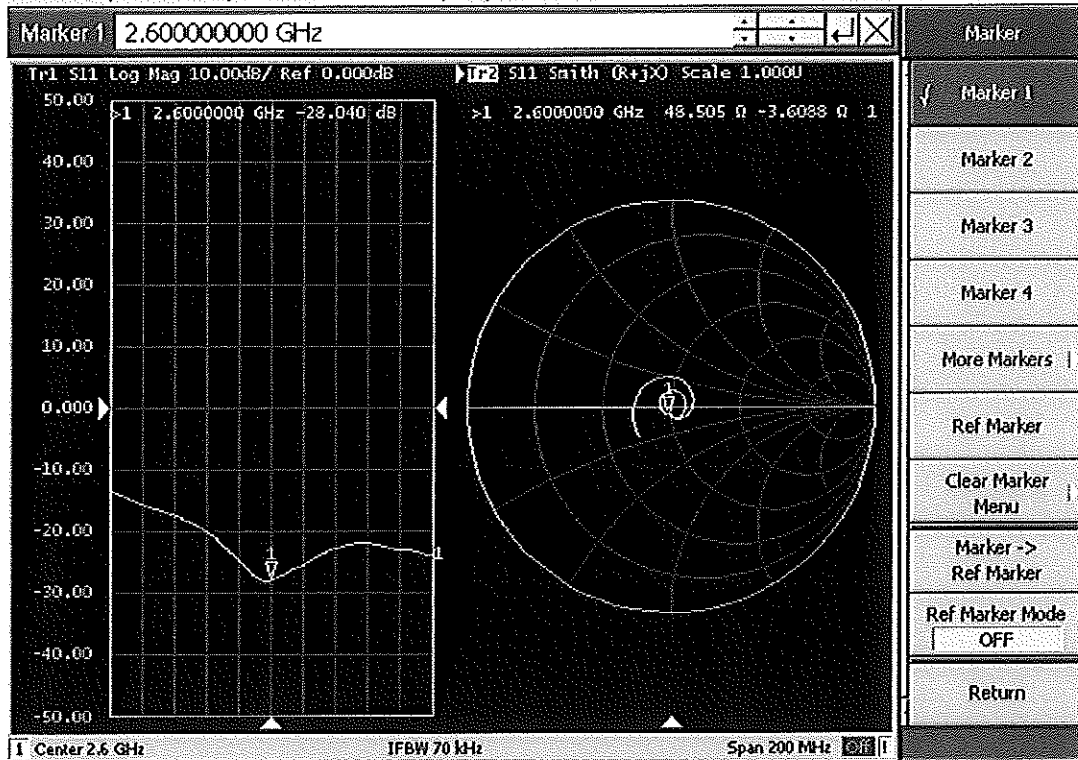 Marker 1 2.600000000 GHz
Tr1 S11 Log Mag 10.00dB/ Ref 0.000dB
50.00
>1 2.6000000 GHz -28.040 dB
40.00
30.00
20.00
10.00
0.000
-10.00
-20.00
-30.00
-40.00
-50.00
1
1
Tr2 S11 Smith (R+jX) Scale 1.000U
>1 2.6000000 GHz 48.505 Ω -3.6088 Ω 1
1
1 Center 2.6 GHz IFBW 70 kHz Span 200 MHz Off !
Marker
√ Marker 1
Marker 2
Marker 3
Marker 4
More Markers
Ref Marker
Clear Marker
Menu
Marker ->
Ref Marker
Ref Marker Mode
OFF
Return